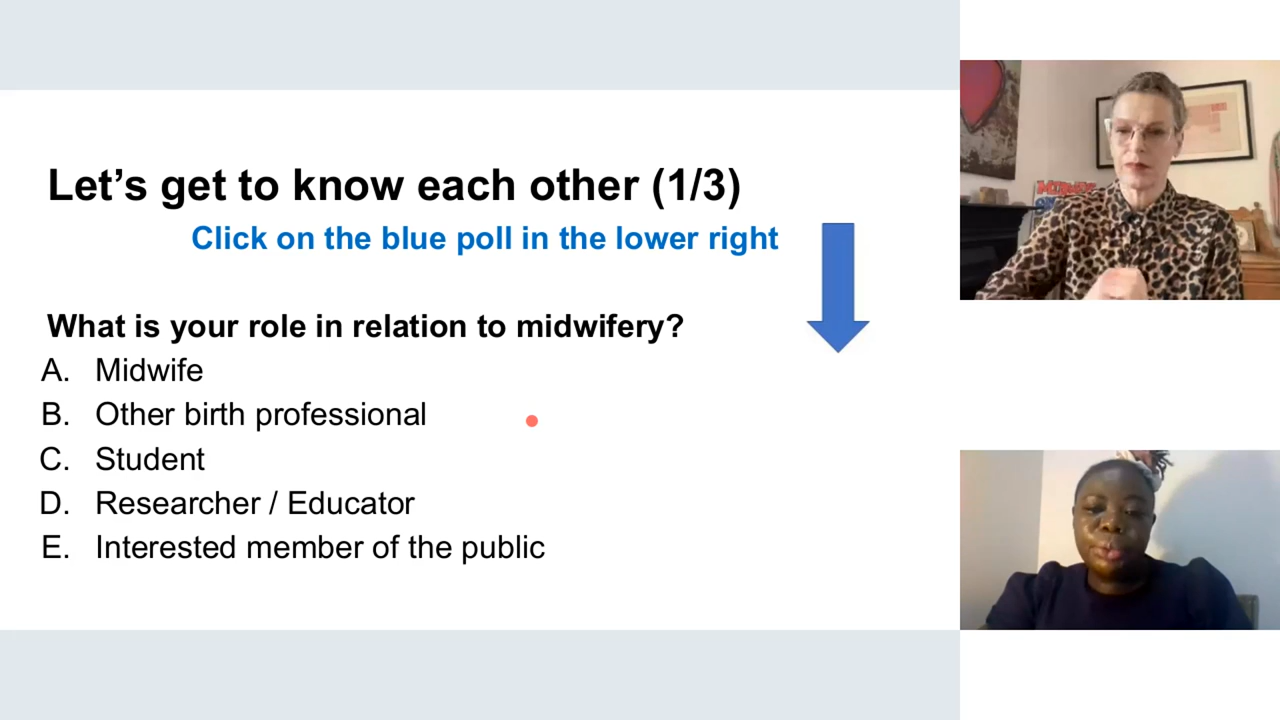 Let’s get to know each other (1/3)
Click on the blue poll in the lower right
What is your role in relation to midwifery?
A. Midwife
B. Other birth professional
C. Student
D. Researcher / Educator
E. Interested member of the public